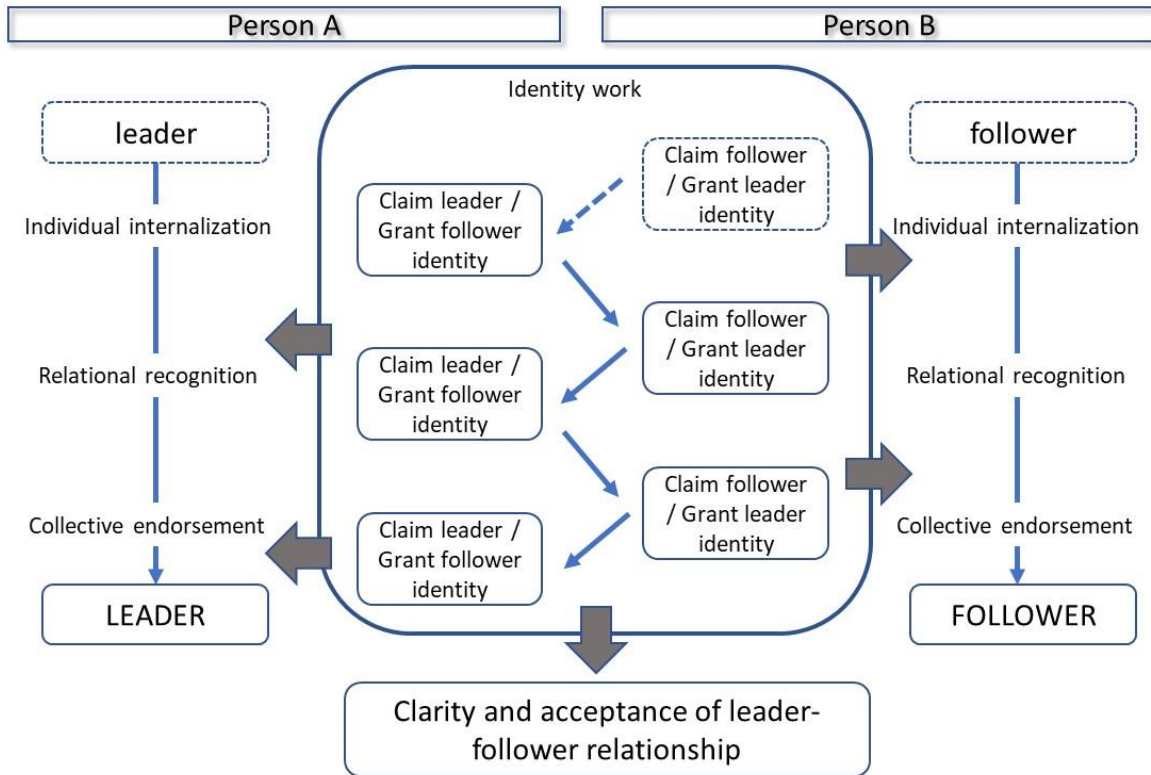 Person A
Person B
Identity work
leader
Individual internalization
Relational recognition
Collective endorsement
LEADER
Claim leader /
Grant follower
identity
Claim leader /
Grant follower
identity
Claim leader /
Grant follower
identity
Claim follower
/ Grant leader
identity
Claim follower
/ Grant leader
identity
Claim follower
/ Grant leader
identity
follower
Individual internalization
Relational recognition
Collective endorsement
FOLLOWER
Clarity and acceptance of leader-
follower relationship